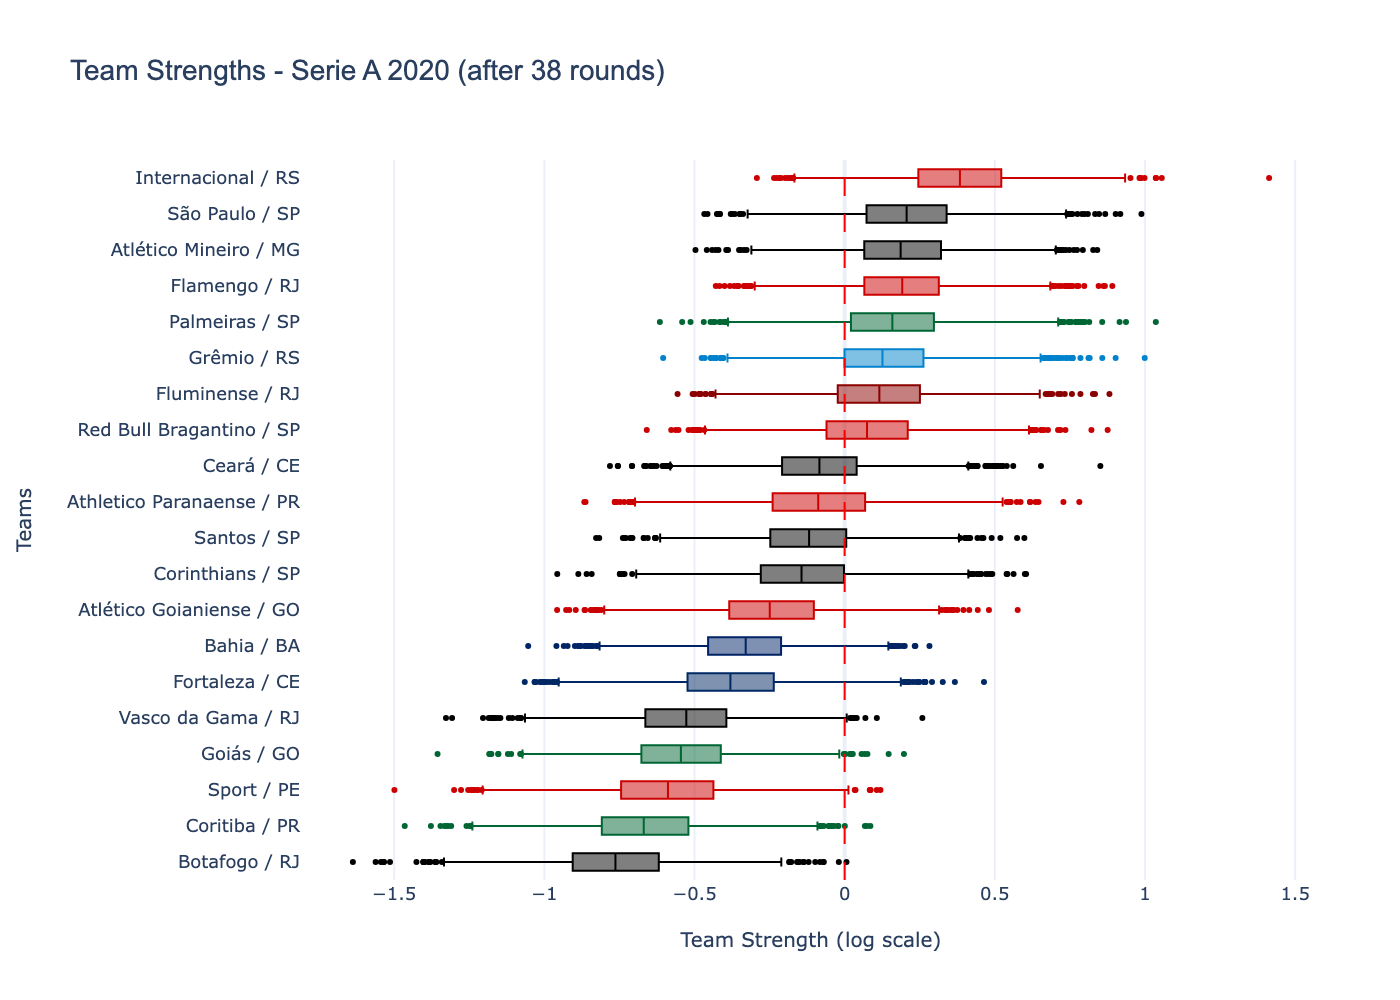 Team Strengths - Serie A 2020 (after 38 rounds)
Internacional / RS
São Paulo / SP
Atlético Mineiro / MG
Flamengo / RJ
Palmeiras / SP
Grêmio / RS
Fluminense / RJ
Red Bull Bragantino / SP
Ceará / CE
Athletico Paranaense / PR
Santos / SP
Corinthians / SP
Atlético Goianiense / GO
Bahia / BA
Fortaleza / CE
Vasco da Gama / RJ
Goiás / GO
Sport / PE
Coritiba / PR
Botafogo / RJ
Teams
−1.5 −1 −0.5 0 0.5 1 1.5
Team Strength (log scale)